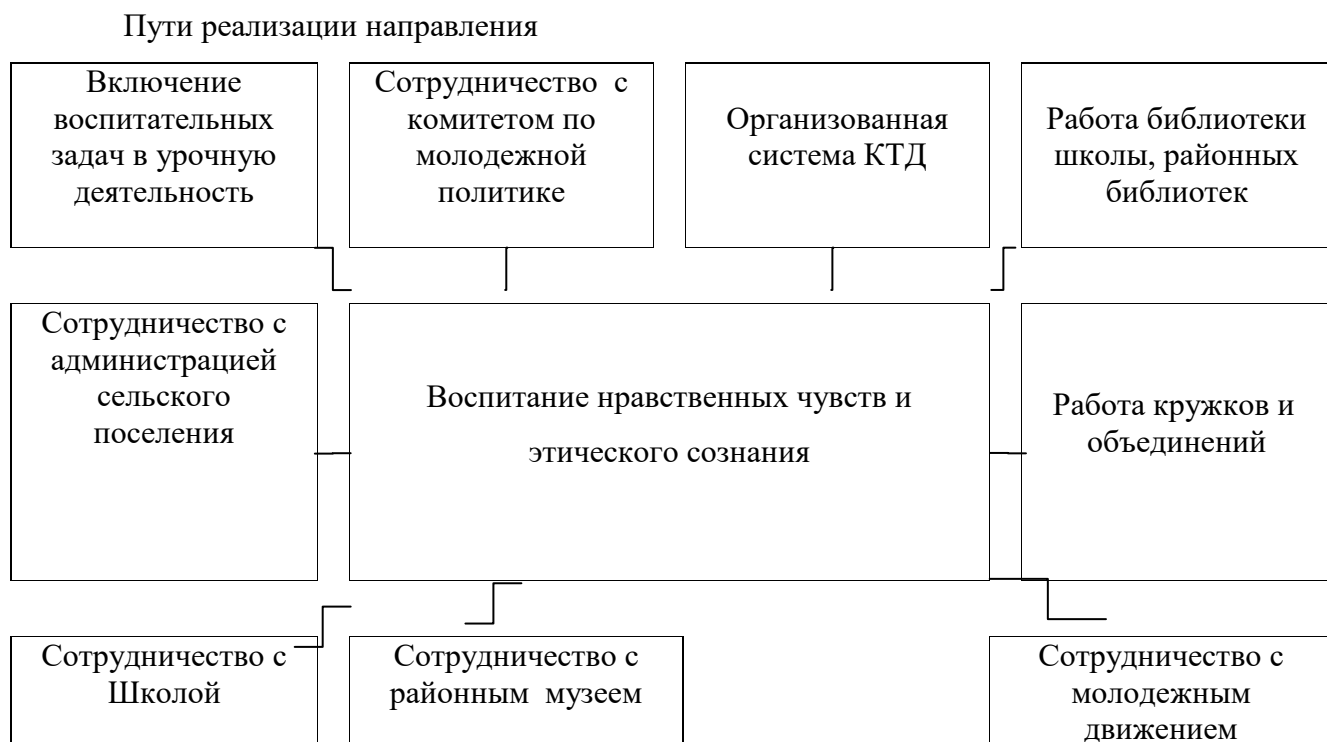 Пути реализации направления
Включение
воспитательных
задач в урочную
деятельность
Сотрудничество с
комитетом по
молодежной
политике
Организованная
система КТД
Работа библиотеки
школы, районных
библиотек
Сотрудничество с
администрацией
сельского
поселения
Воспитание нравственных чувств и
этического сознания
Работа кружков и
объединений
Сотрудничество с
Школой
Сотрудничество с
районным музеем
Сотрудничество с
молодежным
движением